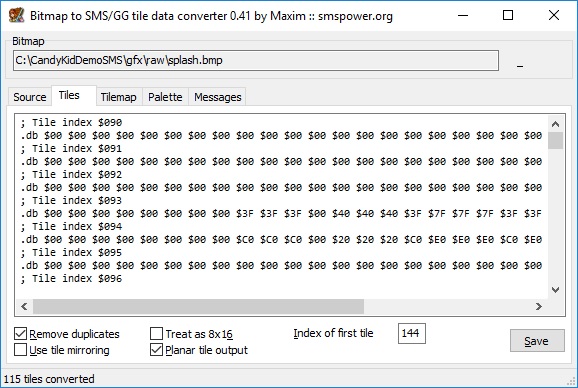 Bitmap to SMS/GG tile data converter 0.41 by Maxim :: smspower.org
Bitmap
C:\CandyKidDemoSMS\gfx\raw\splash.bmp
Source Tiles Tilemap Palette Messages
; Tile index $090
.db $00 $00 $00 $00 $00 $00 $00 $00 $00 $00 $00 $00 $00 $00 $00 $00 $00 $00 $00 $00
; Tile index $091
.db $00 $00 $00 $00 $00 $00 $00 $00 $00 $00 $00 $00 $00 $00 $00 $00 $00 $00 $00 $00
; Tile index $092
.db $00 $00 $00 $00 $00 $00 $00 $00 $00 $00 $00 $00 $00 $00 $00 $00 $00 $00 $00 $00
; Tile index $093
.db $00 $00 $00 $00 $00 $00 $00 $00 $3F $3F $3F $00 $40 $40 $40 $3F $7F $7F $7F $3F $3F
; Tile index $094
.db $00 $00 $00 $00 $00 $00 $00 $00 $C0 $C0 $C0 $00 $20 $20 $20 $C0 $E0 $E0 $E0 $C0 $E0
; Tile index $095
.db $00 $00 $00 $00 $00 $00 $00 $00 $00 $00 $00 $00 $00 $00 $00 $00 $00 $00 $00 $00
; Tile index $096
Remove duplicates Treat as 8x16 Index of first tile 144
Use tile mirroring Planar tile output Save
115 tiles converted